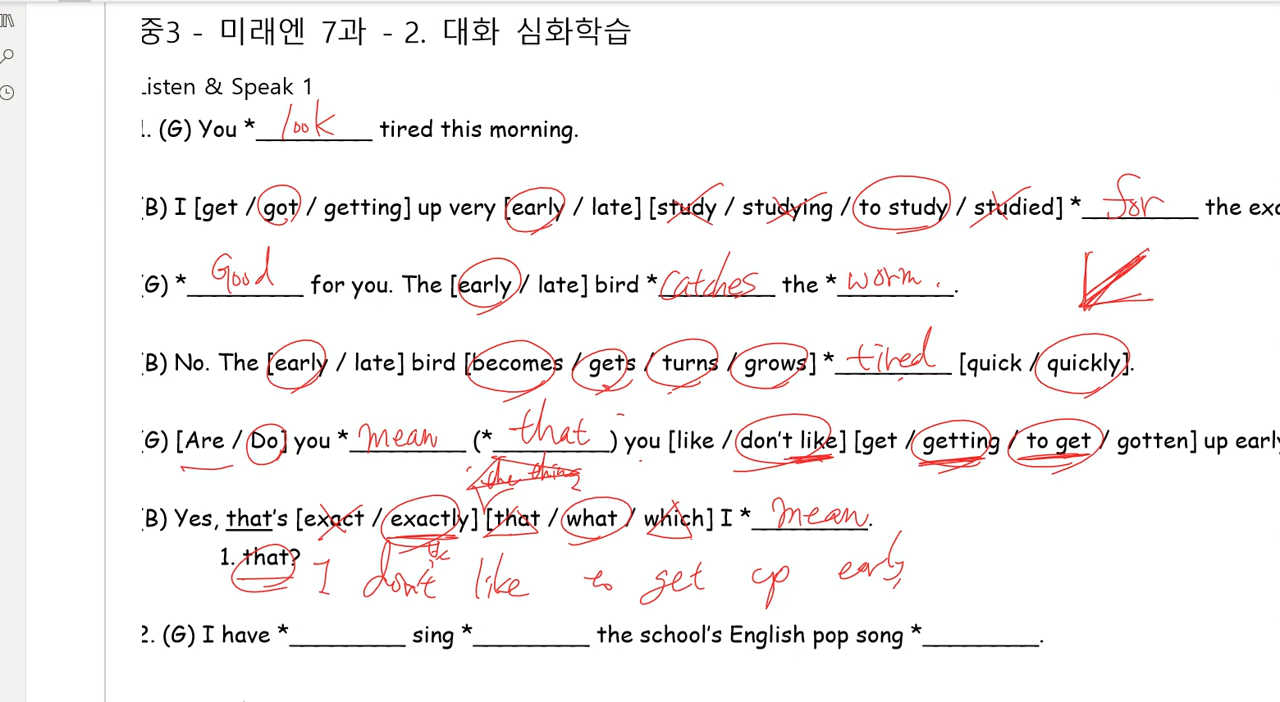 중3 - 미래엔 7과 - 2. 대화 심화학습
Listen & Speak 1
1. (G) You *look tired this morning.
(B) I [get / got / getting] up very [early / late] [study / studying / to study / studied] *for the exa
(G) *Good for you. The [early / late] bird *catches the *worm.
(B) No. The [early / late] bird [becomes / gets / turns / grows] *tired [quick / quickly].
(G) [Are / Do] you *mean (*that) you [like / don't like] [get / getting / to get / gotten] up early
the thing
(B) Yes, that's [exact / exactly] [that / what / which] I *mean.
1. that? I don't like to get up early
2. (G) I have *__________ sing *__________ the school's English pop song *__________.